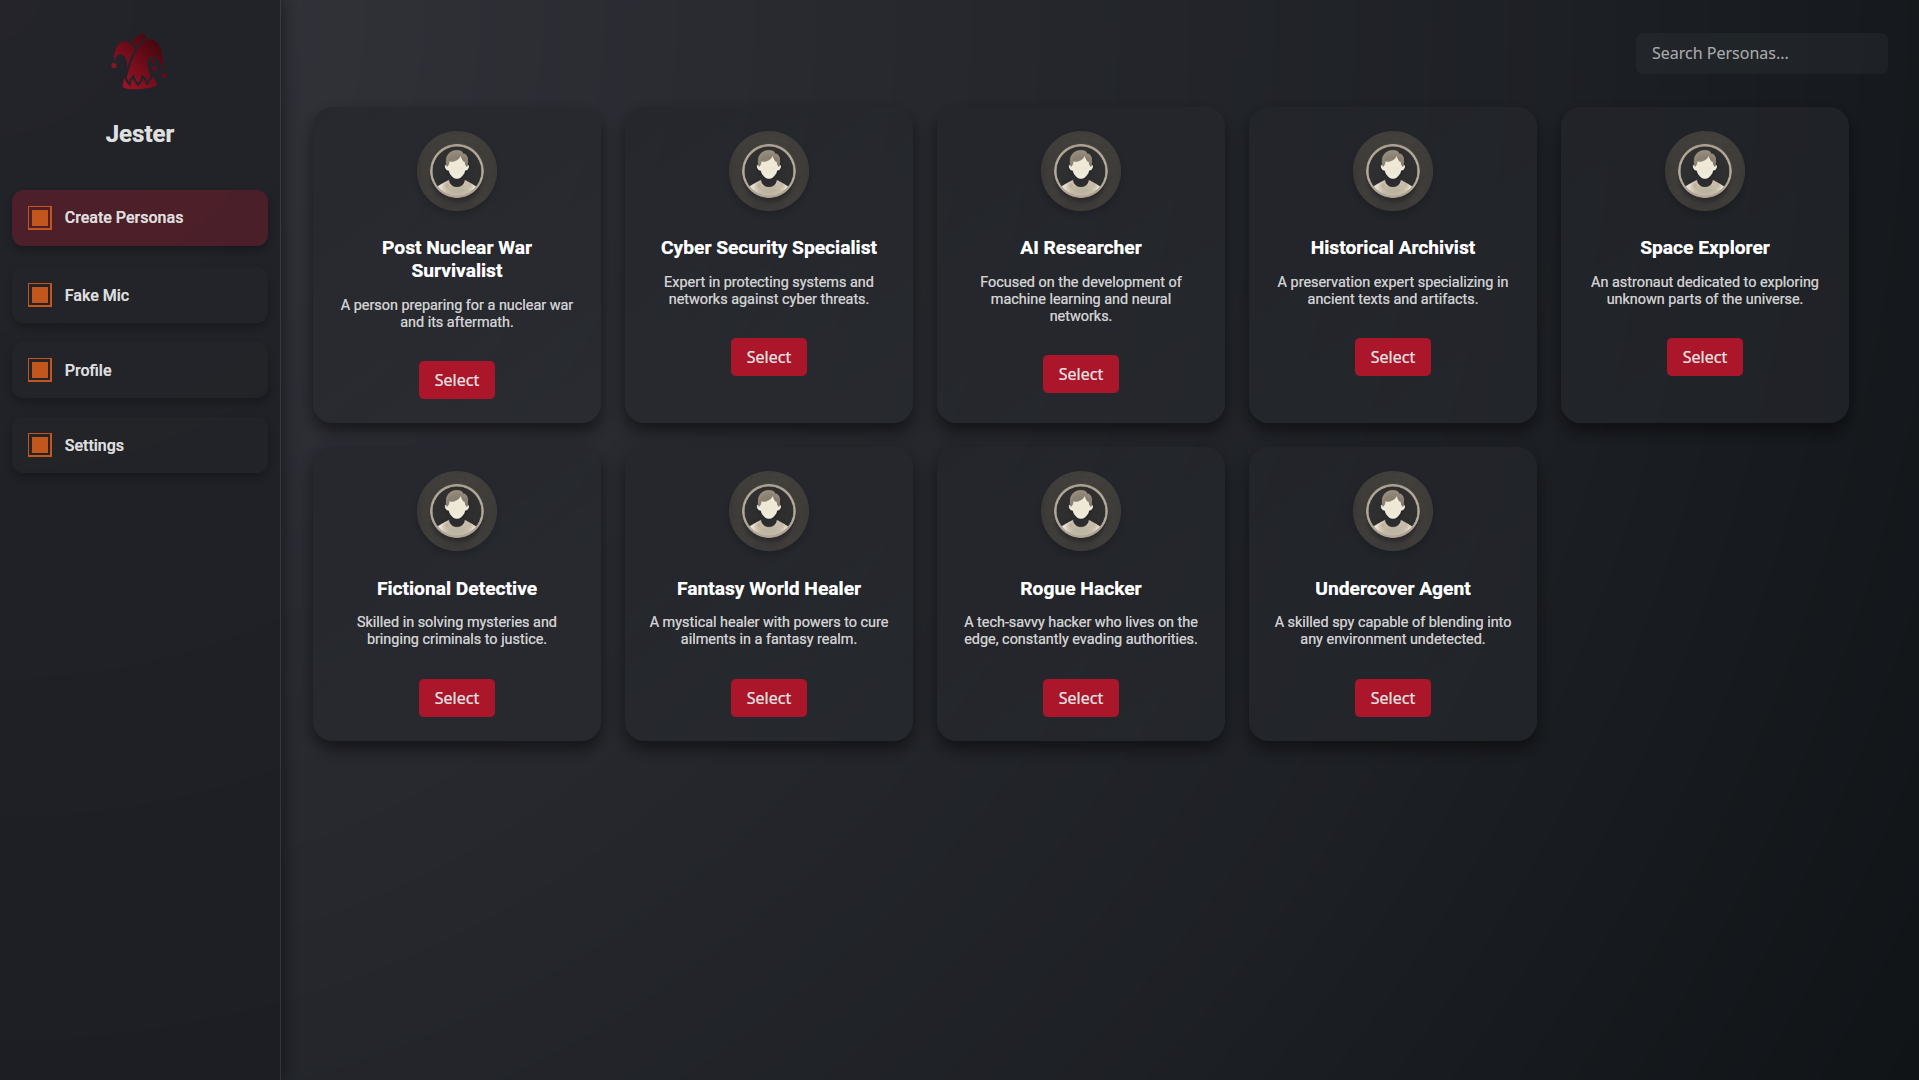 Jester
Create Personas
Fake Mic
Profile
Settings
Search Personas...
Post Nuclear War
Survivalist
A person preparing for a nuclear war
and its aftermath.
Select
Cyber Security Specialist
Expert in protecting systems and
networks against cyber threats.
Select
AI Researcher
Focused on the development of
machine learning and neural
networks.
Select
Historical Archivist
A preservation expert specializing in
ancient texts and artifacts.
Select
Space Explorer
An astronaut dedicated to exploring
unknown parts of the universe.
Select
Fictional Detective
Skilled in solving mysteries and
bringing criminals to justice.
Select
Fantasy World Healer
A mystical healer with powers to cure
ailments in a fantasy realm.
Select
Rogue Hacker
A tech-savvy hacker who lives on the
edge, constantly evading authorities.
Select
Undercover Agent
A skilled spy capable of blending into
any environment undetected.
Select